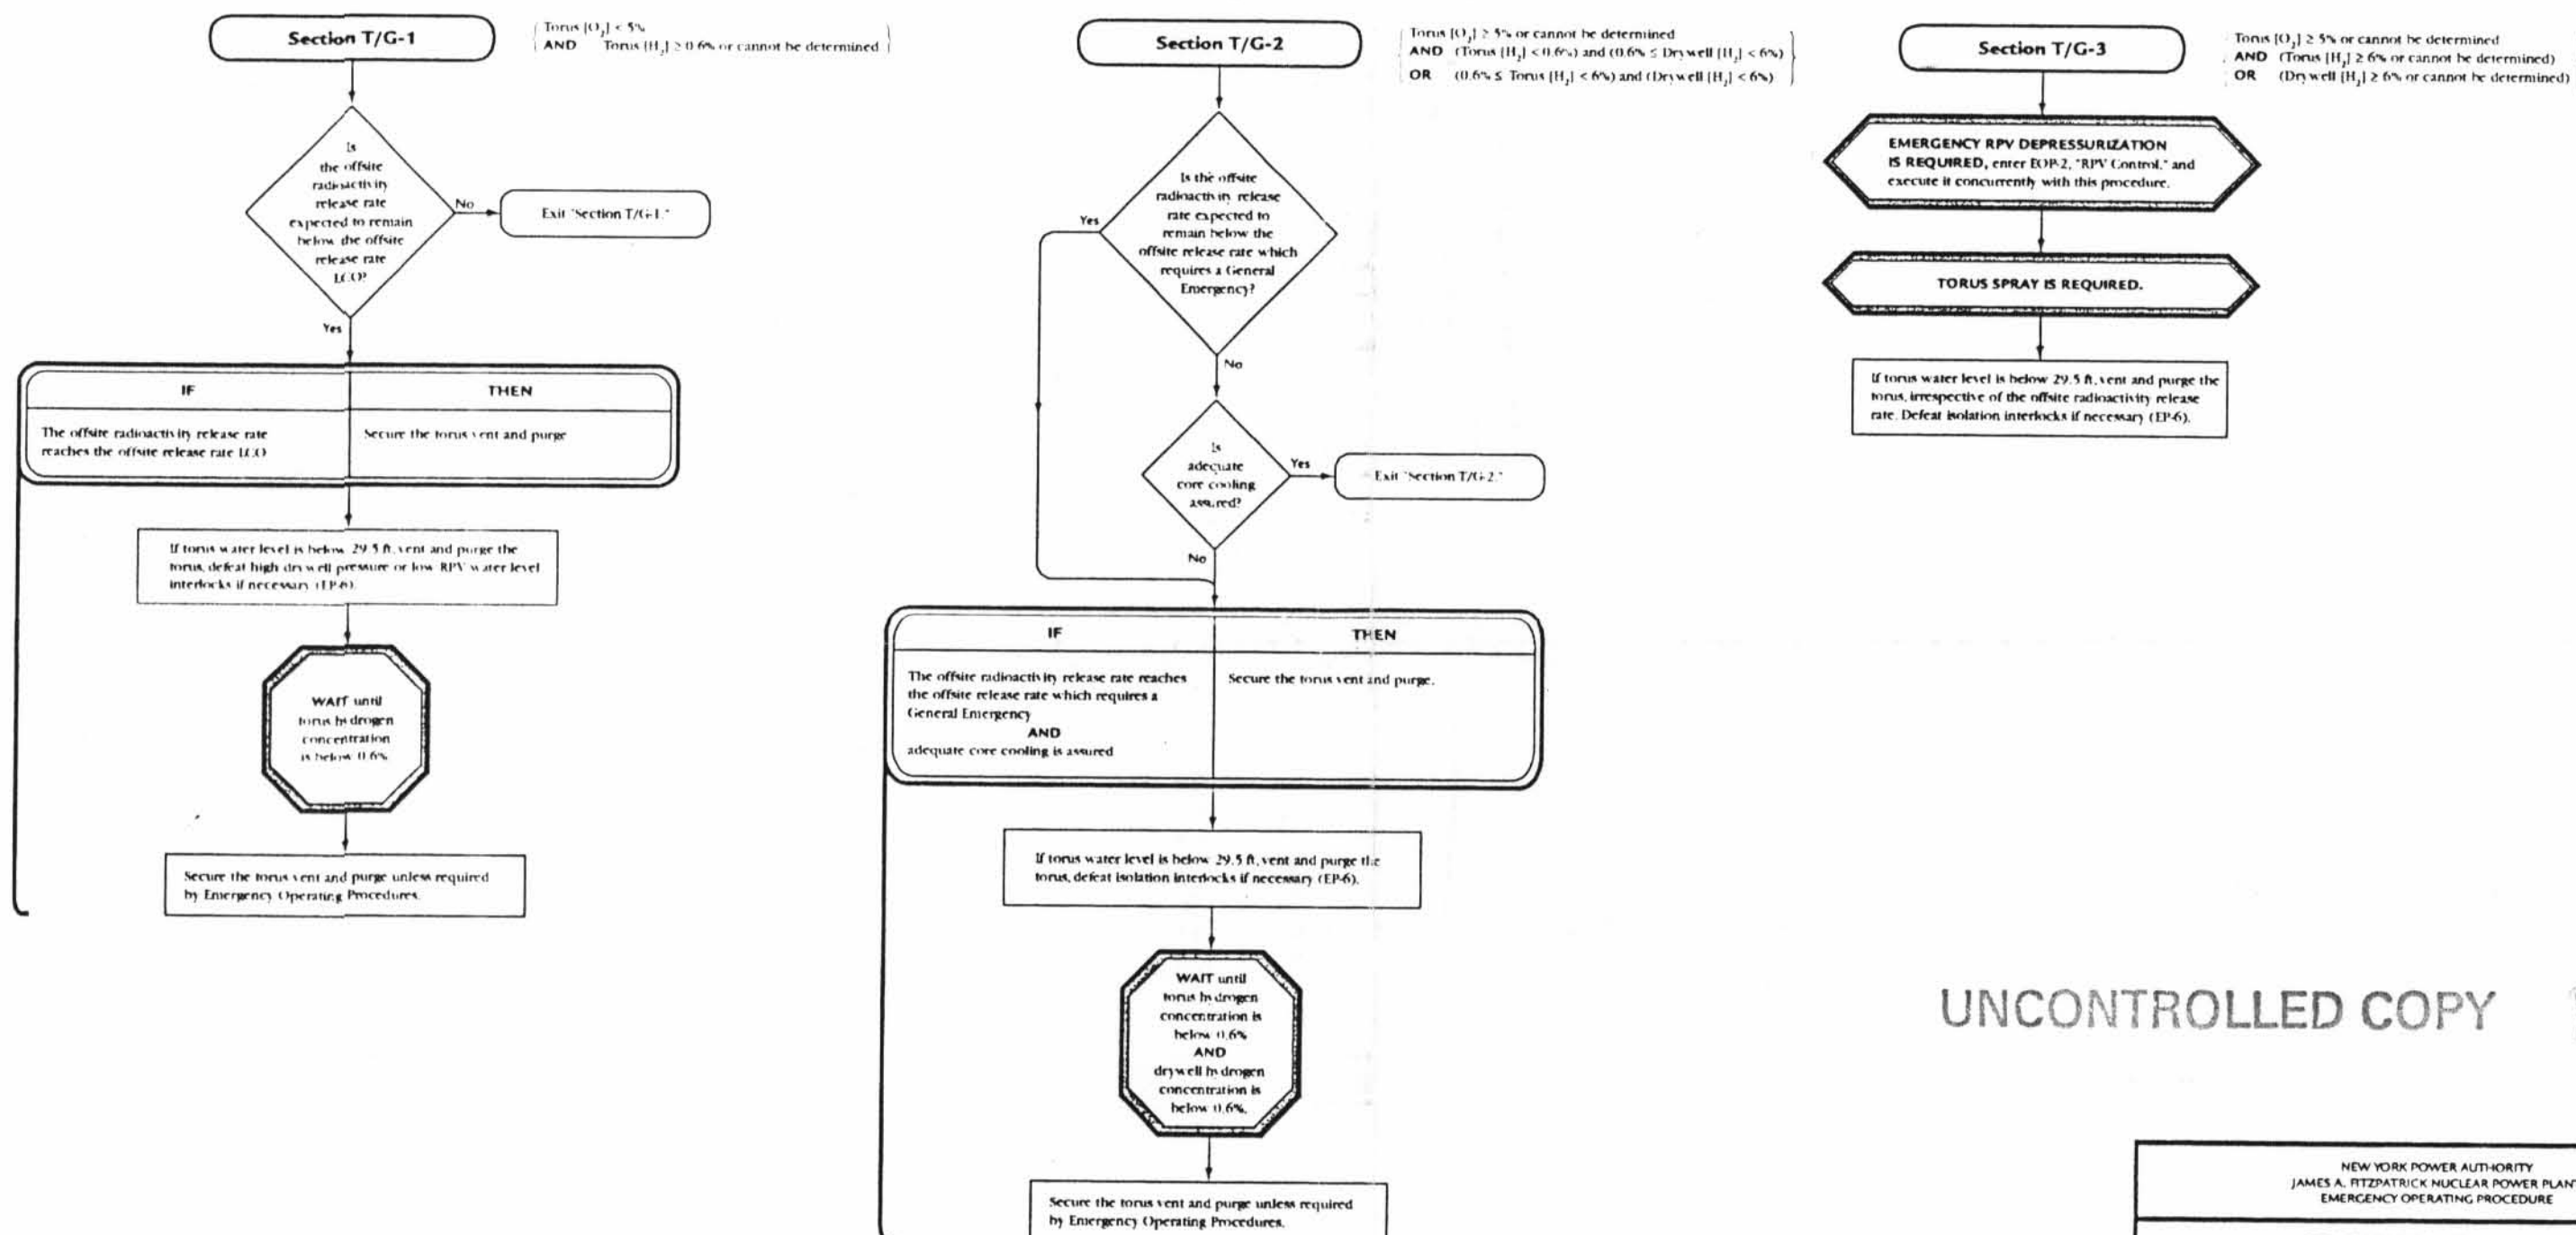 Section T/G-1
Torus [O₂] < 5%
AND Torus [H₂] ≥ 0.6% or cannot be determined
Is
the offsite
radioactivity
release rate
expected to remain
below the offsite
release rate
LCO?
No
Exit "Section T/G-1."
Yes
IF
THEN
The offsite radioactivity release rate
reaches the offsite release rate LCO
Secure the torus vent and purge
If torus water level is below 29.5 ft, vent and purge the
torus, defeat high drywell pressure or low RPV water level
interlocks if necessary (EP-6).
WAIT until
torus hydrogen
concentration
is below 0.6%
Secure the torus vent and purge unless required
by Emergency Operating Procedures.
Section T/G-2
Torus [O₂] ≥ 5% or cannot be determined
AND (Torus [H₂] < 0.6%) and (0.6% ≤ Drywell [H₂] < 6%)
OR (0.6% ≤ Torus [H₂] < 6%) and (Drywell [H₂] < 6%)
Is the offsite
radioactivity release
rate expected to
remain below the
offsite release rate which
requires a General
Emergency?
Yes
No
Is
adequate
core cooling
assured?
Yes
Exit "Section T/G-2."
No
IF
THEN
The offsite radioactivity release rate reaches
the offsite release rate which requires a
General Emergency
AND
adequate core cooling is assured
Secure the torus vent and purge.
If torus water level is below 29.5 ft, vent and purge the
torus, defeat isolation interlocks if necessary (EP-6).
WAIT until
torus hydrogen
concentration is
below 0.6%
AND
drywell hydrogen
concentration is
below 0.6%.
Secure the torus vent and purge unless required
by Emergency Operating Procedures.
Section T/G-3
Torus [O₂] ≥ 5% or cannot be determined
AND (Torus [H₂] ≥ 6% or cannot be determined)
OR (Drywell [H₂] ≥ 6% or cannot be determined)
EMERGENCY RPV DEPRESSURIZATION
IS REQUIRED, enter EOP-2, "RPV Control," and
execute it concurrently with this procedure.
TORUS SPRAY IS REQUIRED.
If torus water level is below 29.5 ft, vent and purge the
torus, irrespective of the offsite radioactivity release
rate. Defeat isolation interlocks if necessary (EP-6).
UNCONTROLLED COPY
NEW YORK POWER AUTHORITY
JAMES A. FITZPATRICK NUCLEAR POWER PLANT
EMERGENCY OPERATING PROCEDURE